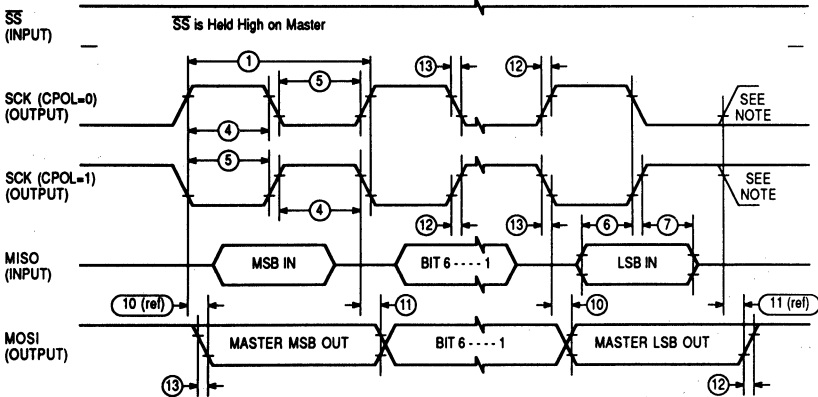 SS
(INPUT)
SS is Held High on Master
1
13
12
5
SCK (CPOL=0)
(OUTPUT)
SEE
NOTE
4
5
SCK (CPOL=1)
(OUTPUT)
SEE
NOTE
4
12
13
6
7
MISO
(INPUT)
MSB IN
BIT 6 - - - - 1
LSB IN
10 (ref)
11
10
11 (ref)
MOSI
(OUTPUT)
MASTER MSB OUT
BIT 6 - - - - 1
MASTER LSB OUT
13
12